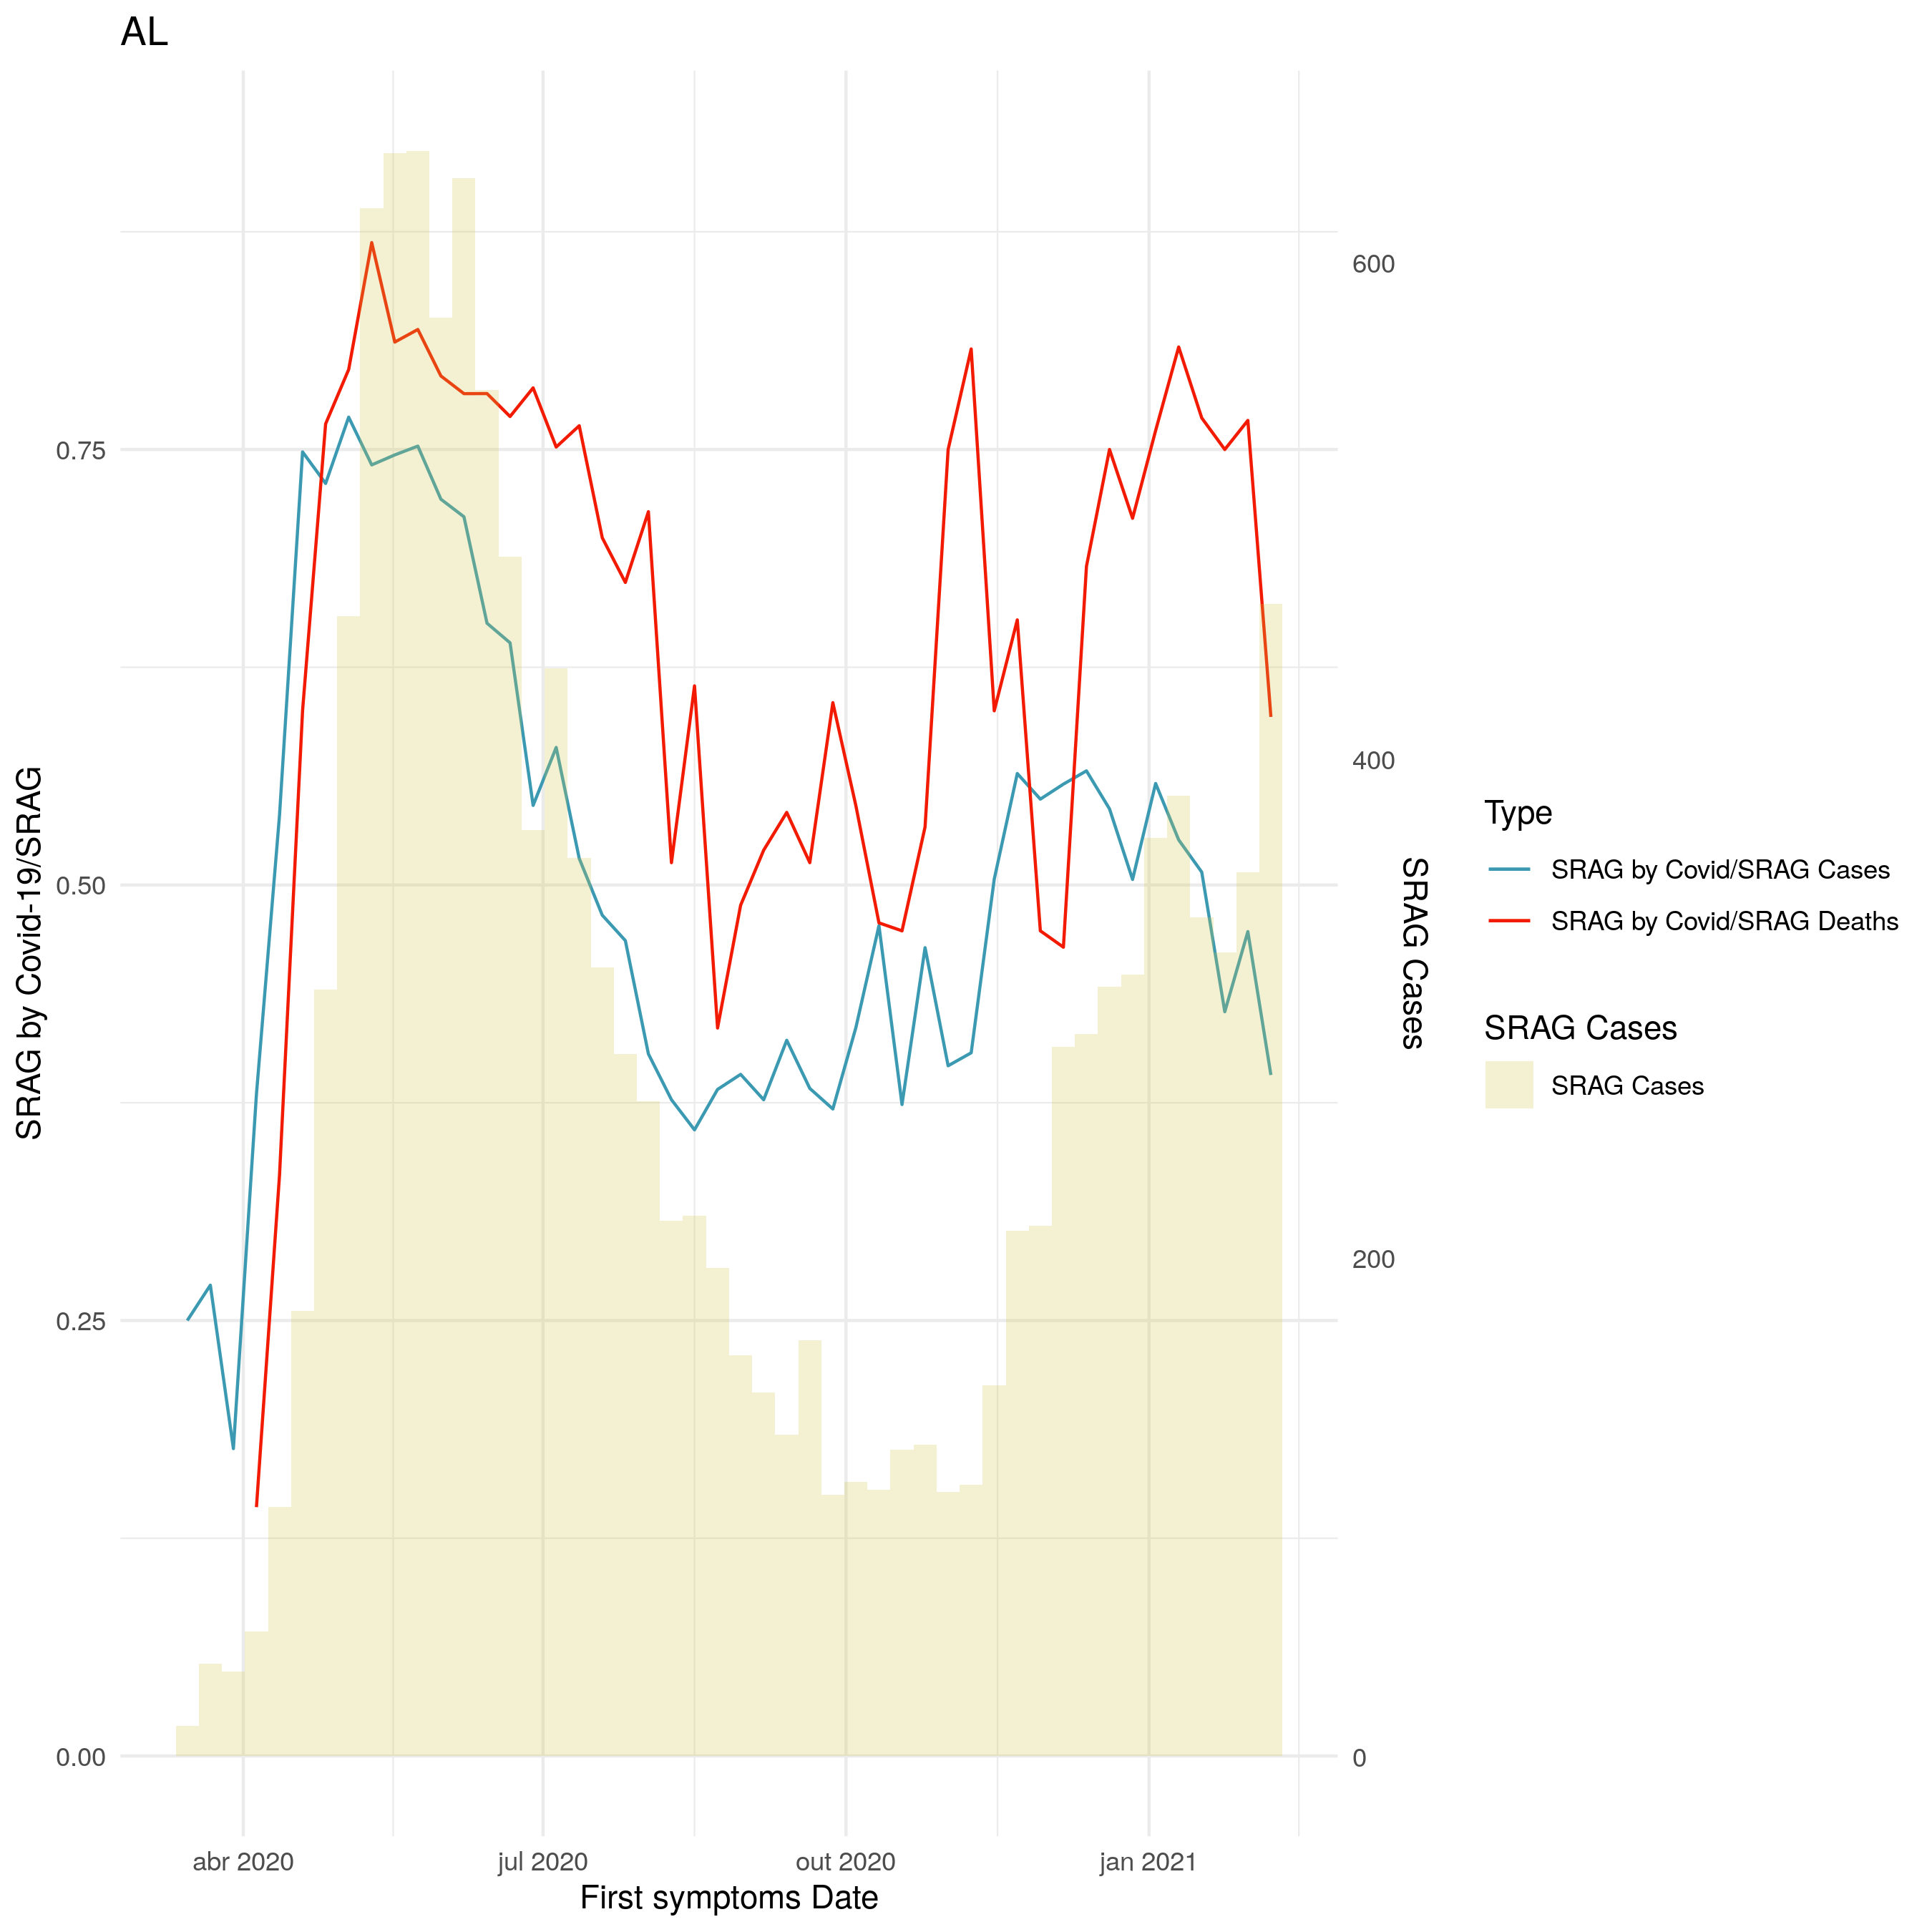 AL
SRAG by Covid-19/SRAG
0.75
0.50
0.25
0.00
600
400
200
0
SRAG Cases
abr 2020
jul 2020
out 2020
jan 2021
First symptoms Date
Type
SRAG by Covid/SRAG Cases
SRAG by Covid/SRAG Deaths
SRAG Cases
SRAG Cases